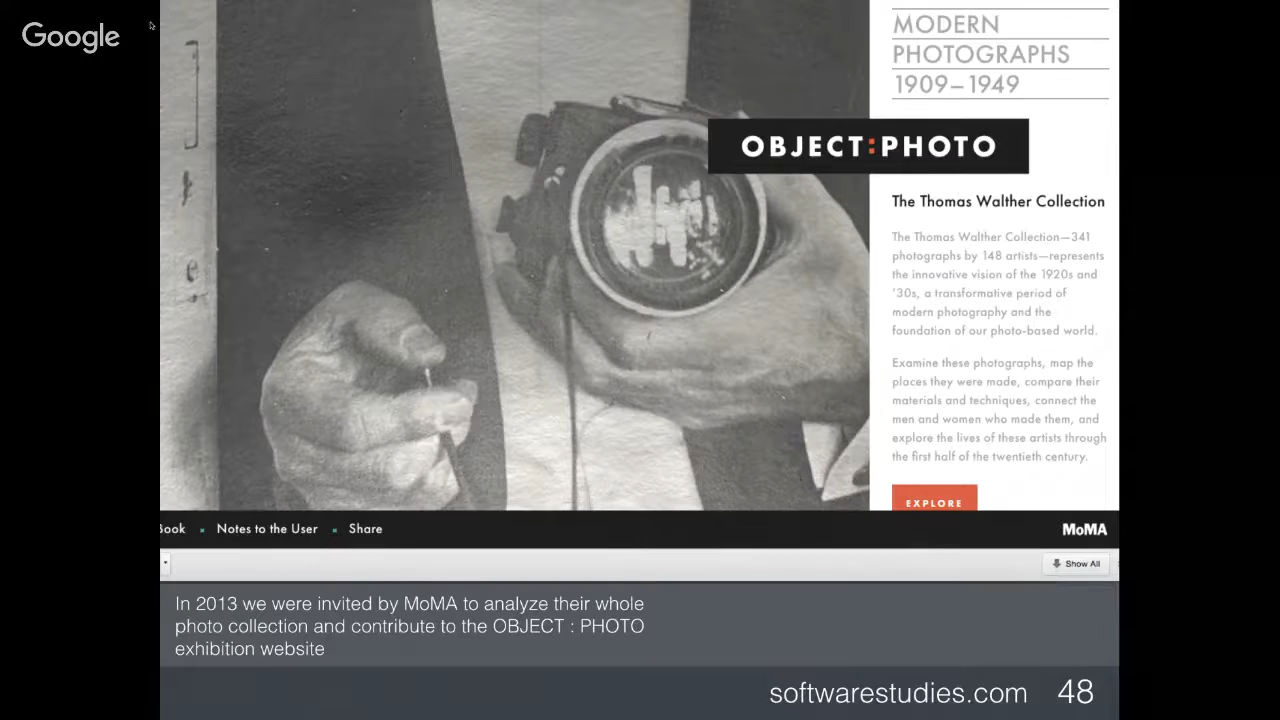 Google
MODERN
PHOTOGRAPHS
1909–1949
OBJECT:PHOTO
The Thomas Walther Collection
The Thomas Walther Collection—341
photographs by 148 artists—represents
the innovative vision of the 1920s and
'30s, a transformative period of
modern photography and the
foundation of our photo-based world.
Examine these photographs, map the
places they were made, compare their
materials and techniques, connect the
men and women who made them, and
explore the lives of these artists through
the first half of the twentieth century.
EXPLORE
Book ▪ Notes to the User ▪ Share
MoMA
Show All
In 2013 we were invited by MoMA to analyze their whole
photo collection and contribute to the OBJECT : PHOTO
exhibition website
softwarestudies.com 48